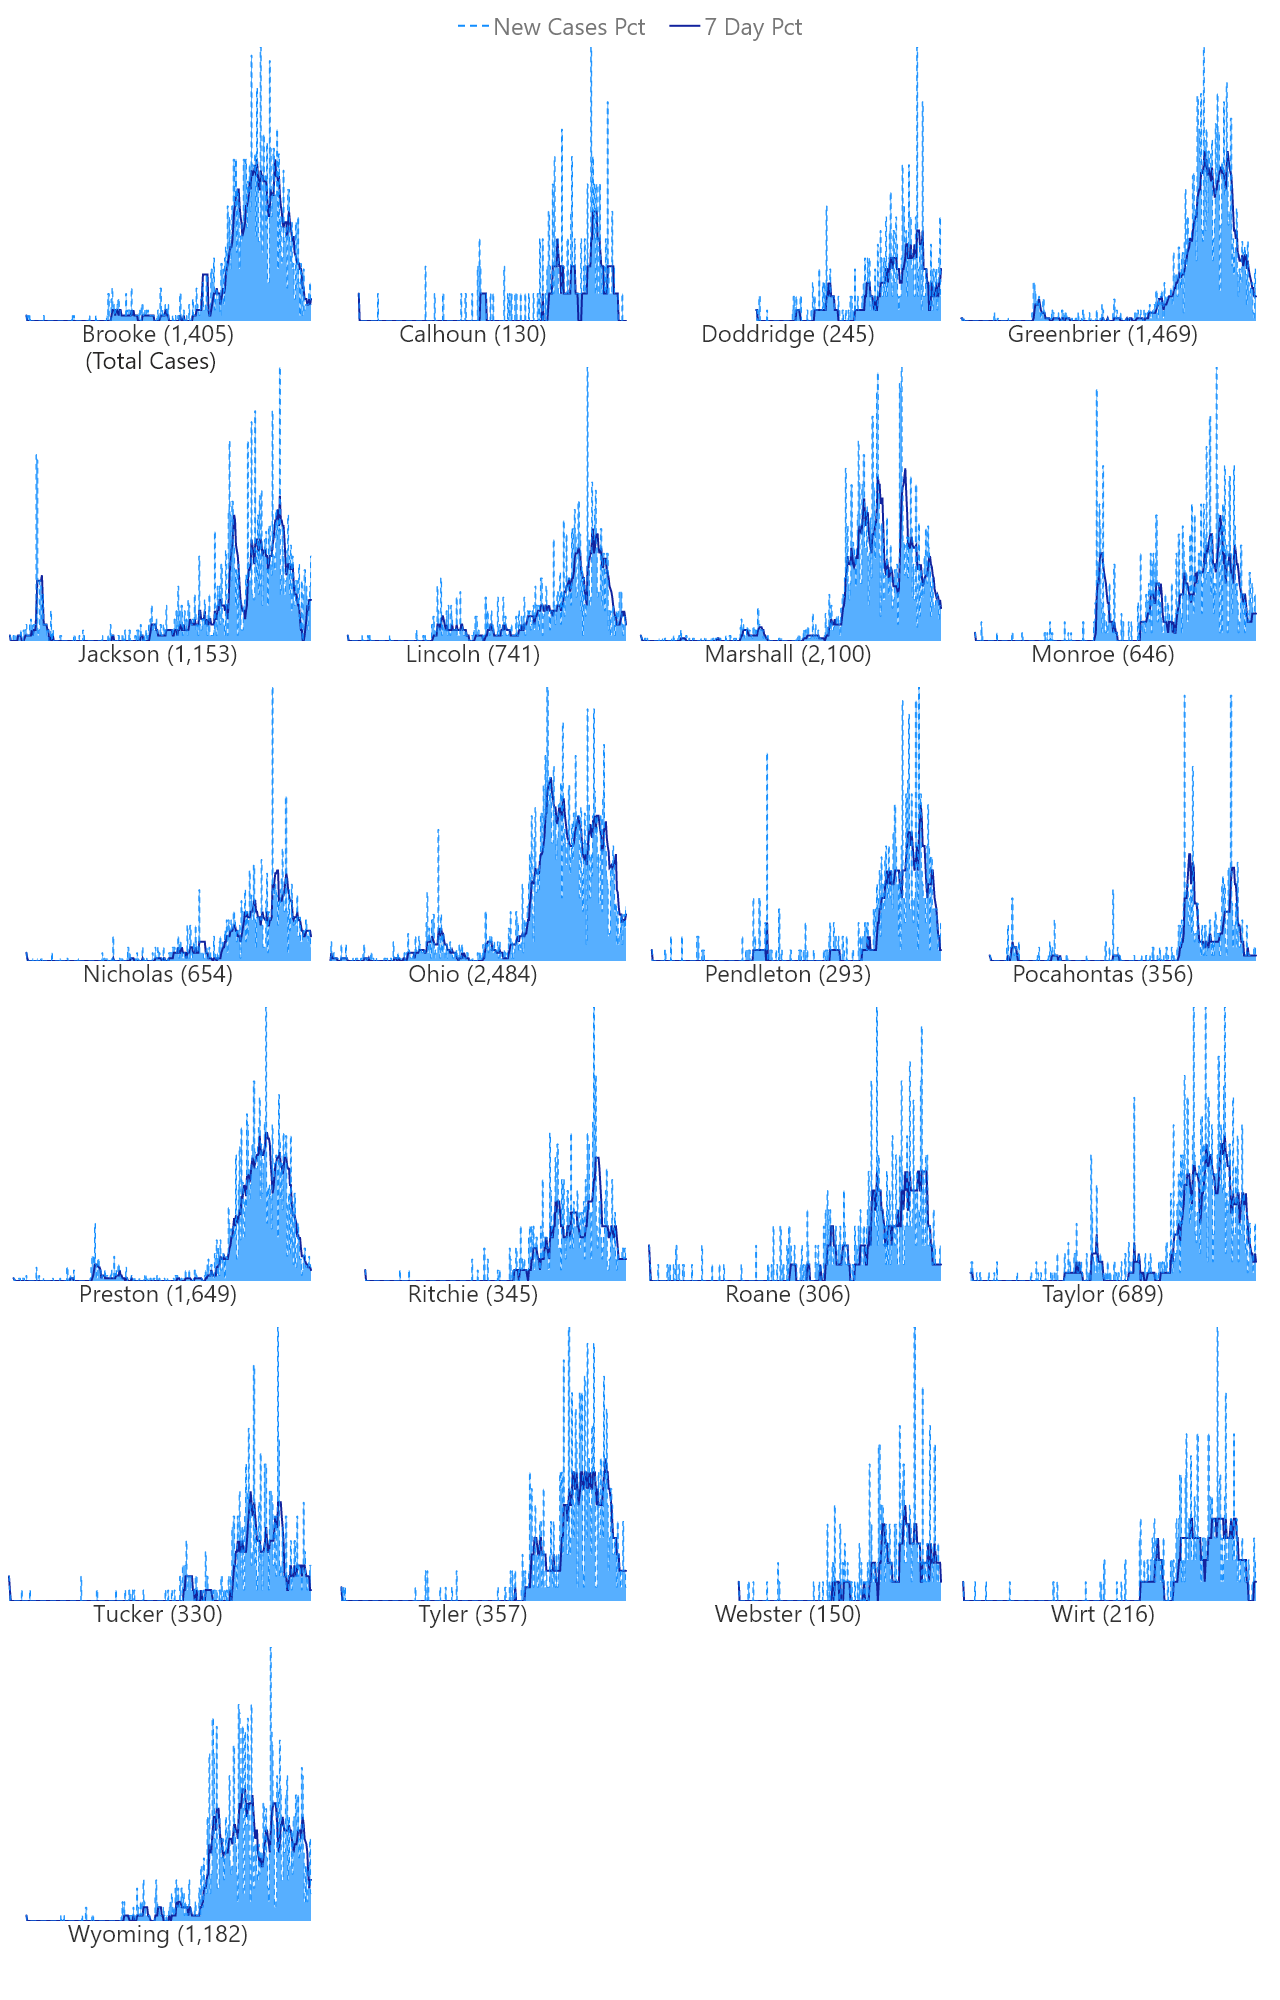 New Cases Pct 7 Day Pct
Brooke (1,405) Calhoun (130) Doddridge (245) Greenbrier (1,469)
(Total Cases)
Jackson (1,153) Lincoln (741) Marshall (2,100) Monroe (646)
Nicholas (654) Ohio (2,484) Pendleton (293) Pocahontas (356)
Preston (1,649) Ritchie (345) Roane (306) Taylor (689)
Tucker (330) Tyler (357) Webster (150) Wirt (216)
Wyoming (1,182)